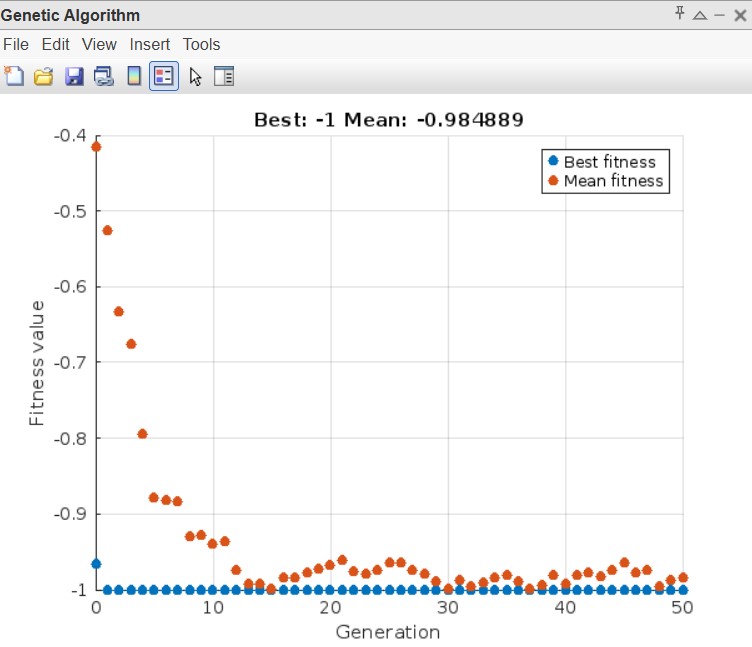 Genetic Algorithm
File Edit View Insert Tools
Best: -1 Mean: -0.984889
Best fitness
Mean fitness
-0.4
-0.5
-0.6
-0.7
-0.8
-0.9
-1
Fitness value
0 10 20 30 40 50
Generation